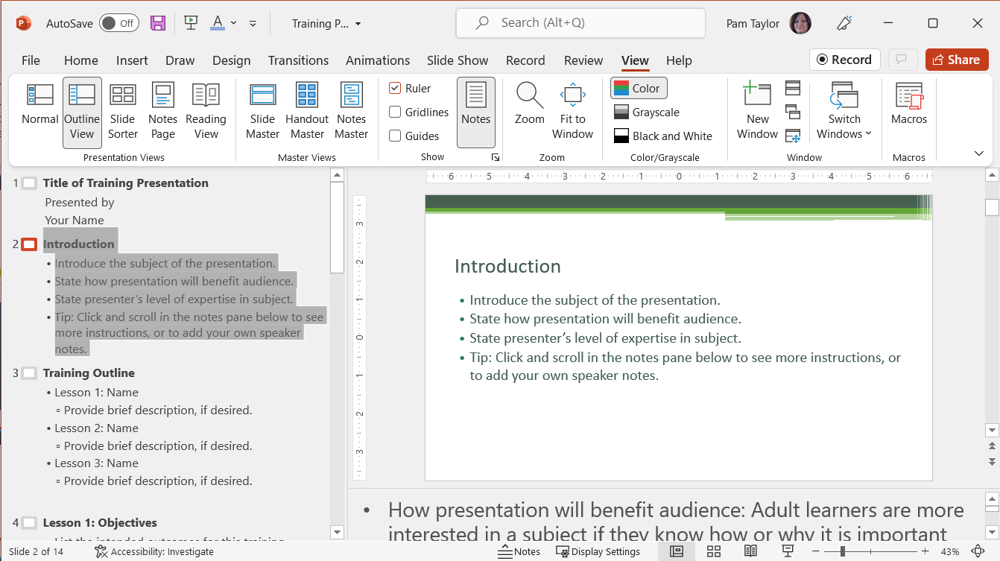 AutoSave Off Training P... Search (Alt+Q) Pam Taylor
File Home Insert Draw Design Transitions Animations Slide Show Record Review View Help Record Share
Normal
Outline View
Slide Sorter
Notes Page
Reading View
Presentation Views
Slide Master
Handout Master
Notes Master
Master Views
Ruler
Gridlines
Guides
Notes
Show
Zoom
Fit to Window
Zoom
Color
Grayscale
Black and White
Color/Grayscale
New Window
Switch Windows
Window
Macros
Macros
1 Title of Training Presentation
Presented by
Your Name
2 Introduction
• Introduce the subject of the presentation.
• State how presentation will benefit audience.
• State presenter’s level of expertise in subject.
• Tip: Click and scroll in the notes pane below to see
more instructions, or to add your own speaker
notes.
3 Training Outline
• Lesson 1: Name
▫ Provide brief description, if desired.
• Lesson 2: Name
▫ Provide brief description, if desired.
• Lesson 3: Name
▫ Provide brief description, if desired.
4 Lesson 1: Objectives
• List the intended outcomes for this training
6 5 4 3 2 1 0 1 2 3 4 5 6
3
2
1
0
1
2
3
Introduction
• Introduce the subject of the presentation.
• State how presentation will benefit audience.
• State presenter’s level of expertise in subject.
• Tip: Click and scroll in the notes pane below to see more instructions, or
to add your own speaker notes.
• How presentation will benefit audience: Adult learners are more
interested in a subject if they know how or why it is important
Slide 2 of 14 Accessibility: Investigate Notes Display Settings 43%